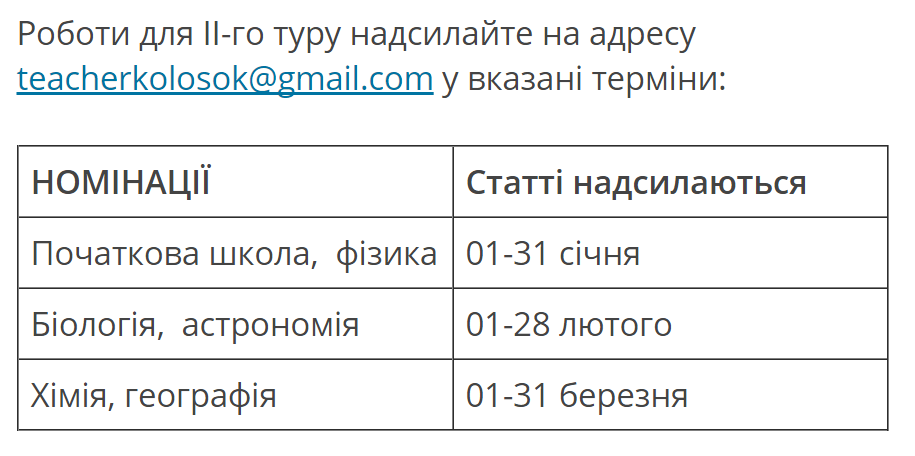 Роботи для ІІ-го туру надсилайте на адресу
teacherkolosok@gmail.com у вказані терміни:
НОМІНАЦІЇ Статті надсилаються
Початкова школа, фізика 01-31 січня
Біологія, астрономія 01-28 лютого
Хімія, географія 01-31 березня